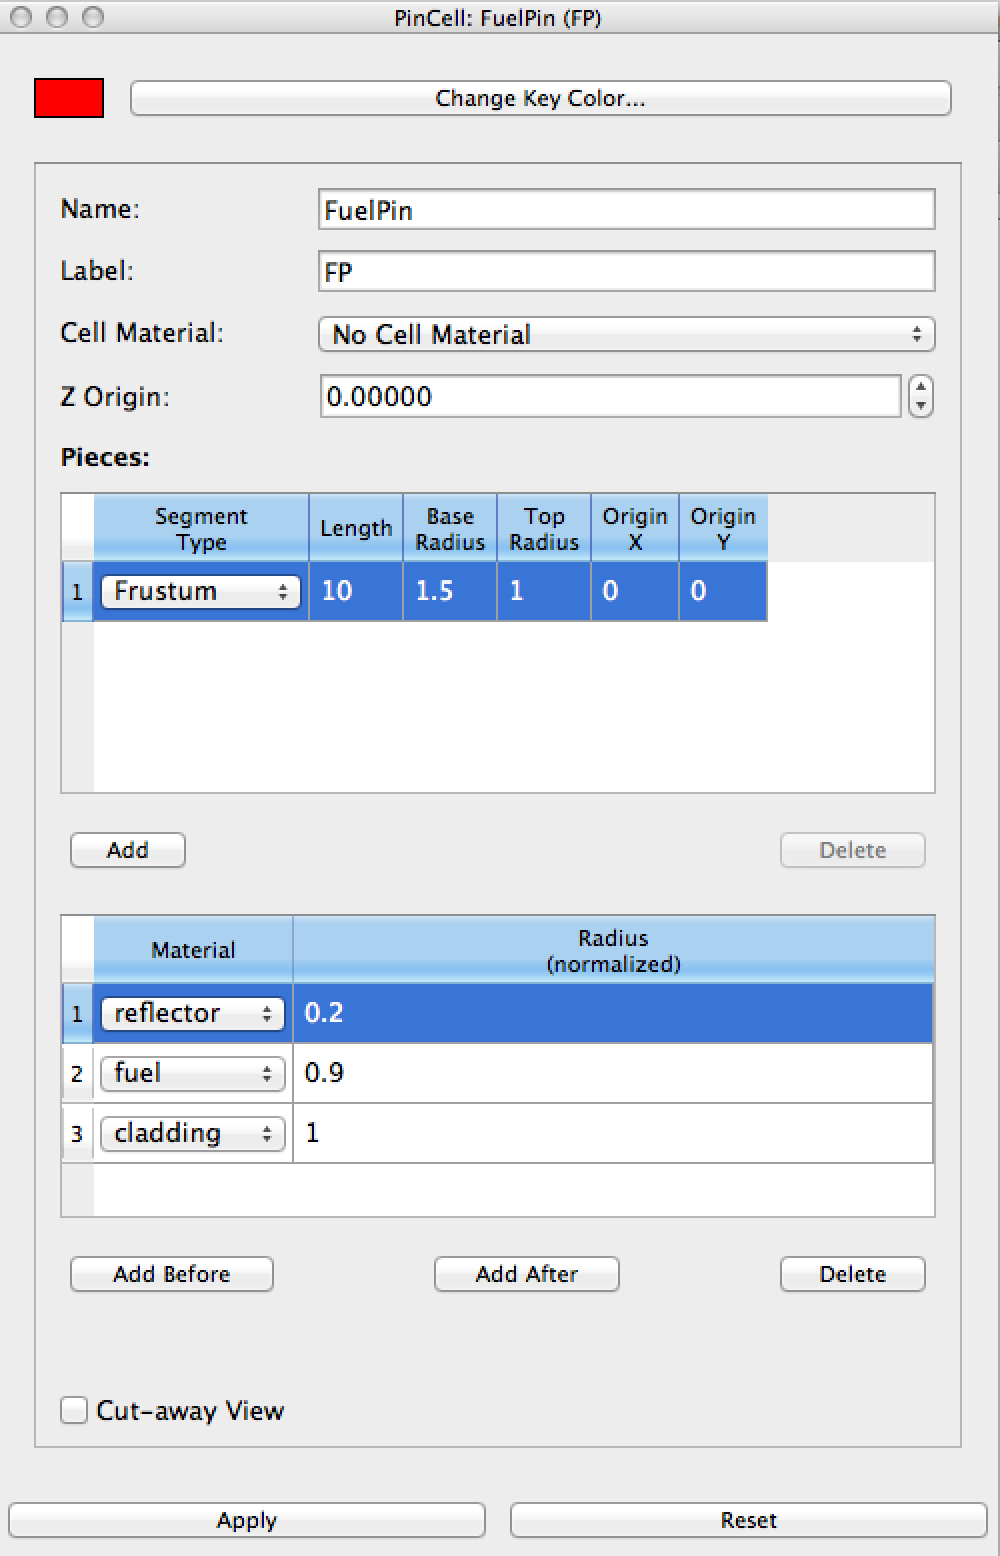 PinCell: FuelPin (FP)
Change Key Color...
Name:
FuelPin
Label:
FP
Cell Material:
No Cell Material
Z Origin:
0.00000
Pieces:
Segment Type Length Base Radius Top Radius Origin X Origin Y
1 Frustum 10 1.5 1 0 0
Add
Delete
Material Radius (normalized)
1 reflector 0.2
2 fuel 0.9
3 cladding 1
Add Before
Add After
Delete
Cut-away View
Apply
Reset